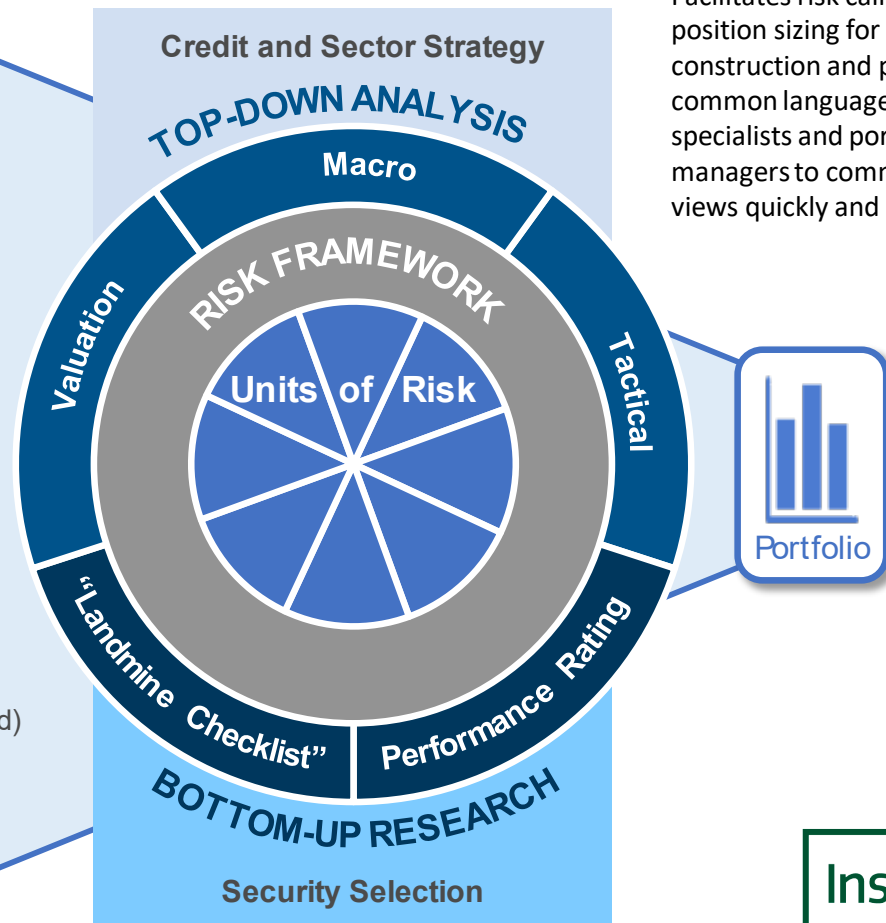 Facilitates risk
position sizing for
construction and
common language
specialists and
managers to
views quickly and
Credit and Sector Strategy
TOP-DOWN ANALYSIS
Macro
Valuation
Tactical
RISK FRAMEWORK
Units of Risk
Portfolio
d)
“Landmine Checklist”
Performance Rating
BOTTOM-UP RESEARCH
Security Selection
Ins